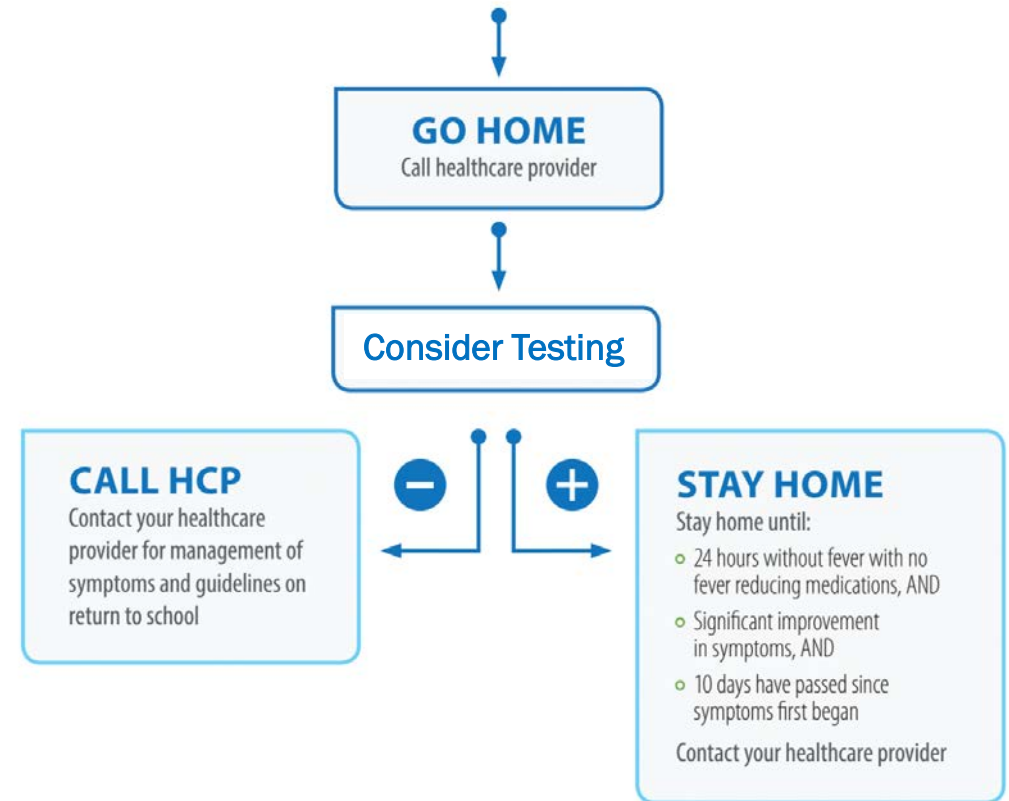 GO HOME
Call healthcare provider
Consider Testing
CALL HCP
Contact your healthcare
provider for management of
symptoms and guidelines on
return to school
STAY HOME
Stay home until:
24 hours without fever with no
fever reducing medications, AND
Significant improvement
in symptoms, AND
10 days have passed since
symptoms first began
Contact your healthcare provider